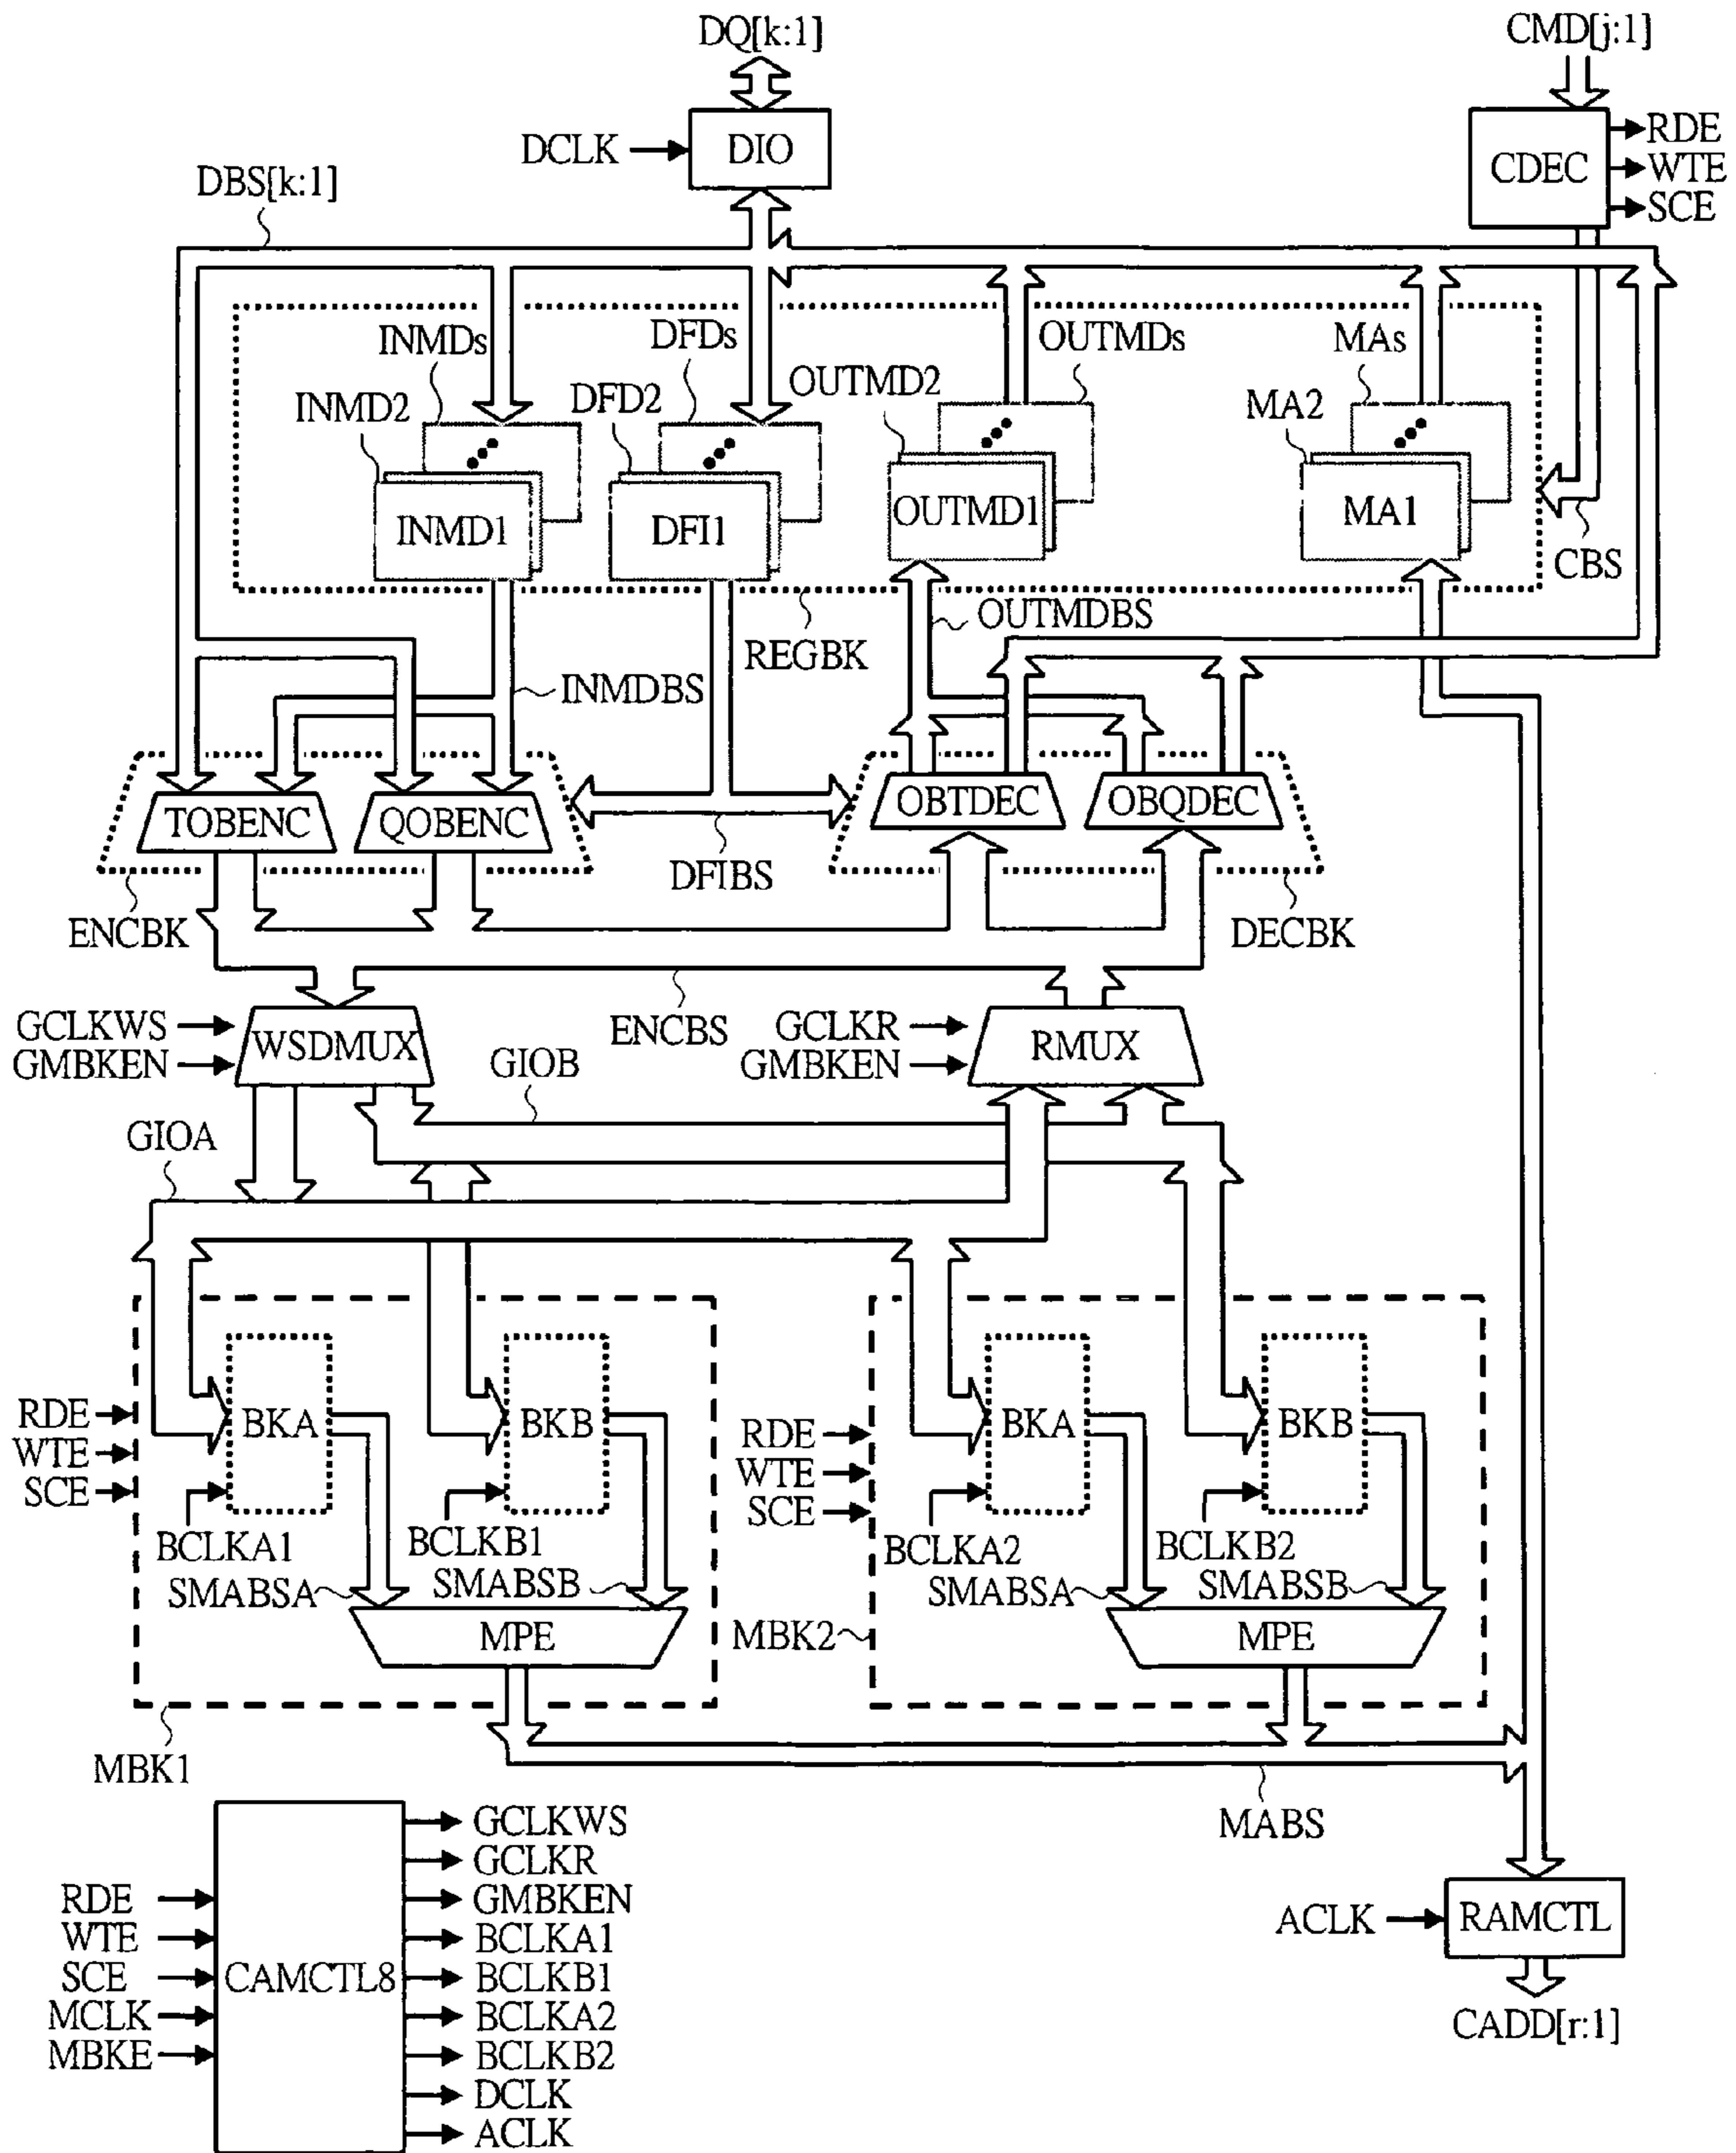 DQ[k:1]
CMD[j:1]
DCLK
DIO
CDEC
RDE
WTE
SCE
DBS[k:1]
INMDs
DFDs
OUTMDs
MAs
INMD2
DFD2
OUTMD2
MA2
INMD1
DFI1
OUTMD1
MA1
CBS
OUTMDBS
REGBK
INMDBS
TOBENC
QOBENC
OBTDEC
OBQDEC
DFIBS
ENCBK
DECBK
GCLKWS
GMBKEN
WSDMUX
ENCBS
GCLKR
GMBKEN
RMUX
GIOB
GIOA
RDE
WTE
SCE
BKA
BKB
BCLKA1
BCLKB1
SMABSA
SMABSB
MPE
MBK1
RDE
WTE
SCE
BKA
BKB
BCLKA2
BCLKB2
SMABSA
SMABSB
MPE
MBK2
MABS
RDE
WTE
SCE
MCLK
MBKE
CAMCTL8
GCLKWS
GCLKR
GMBKEN
BCLKA1
BCLKB1
BCLKA2
BCLKB2
DCLK
ACLK
ACLK
RAMCTL
CADD[r:1]